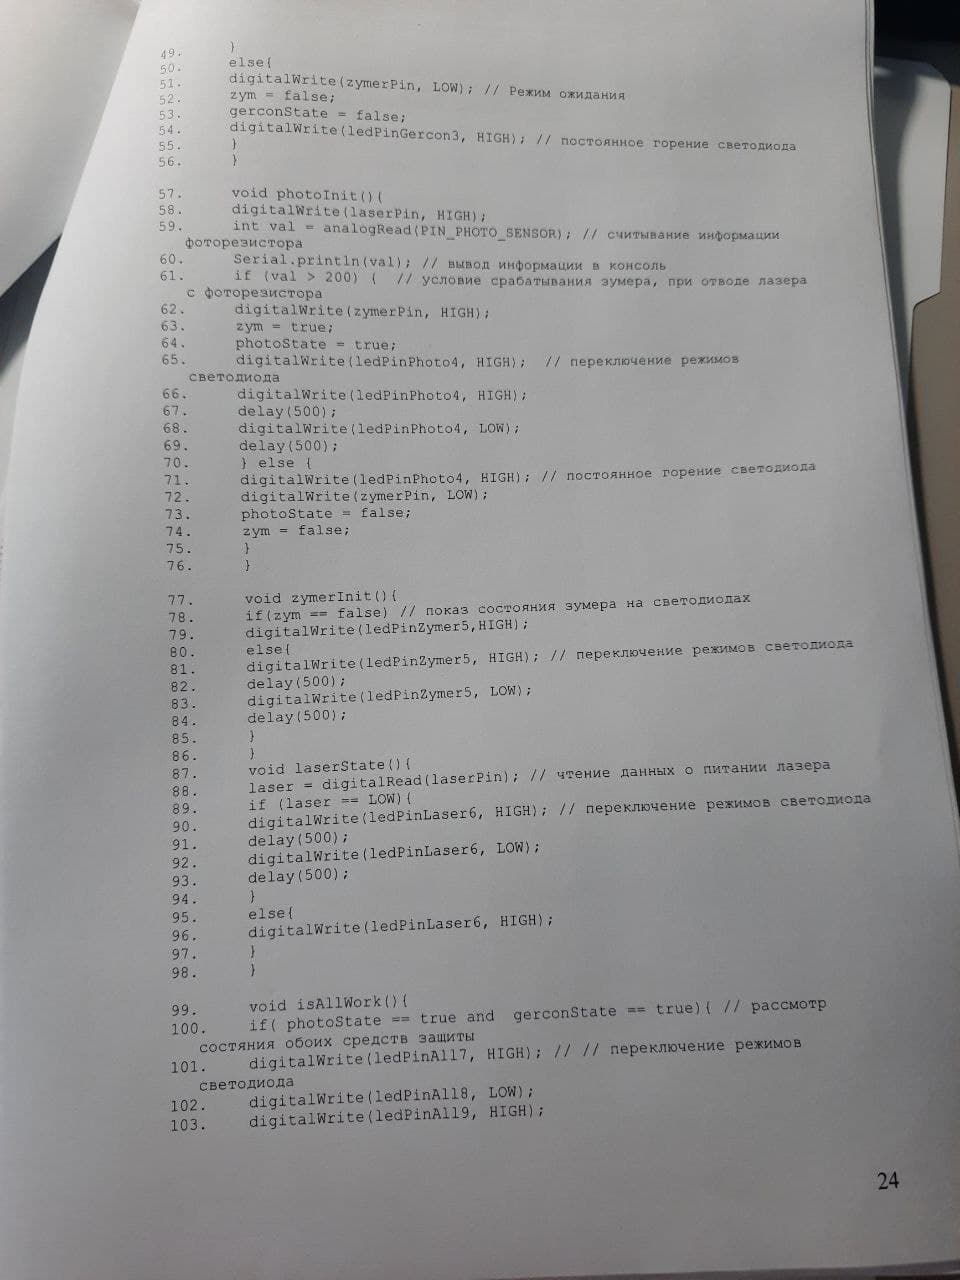 49. }
50. else{
51. digitalWrite(zymerPin, LOW); // Режим ожидания
52. zym = false;
53. gerconState = false;
54. digitalWrite(ledPinGercon3, HIGH); // постоянное горение светодиода
55. }
56. }
57. void photoInit(){
58. digitalWrite(laserPin, HIGH);
59. int val = analogRead(PIN_PHOTO_SENSOR); // считывание информации
фоторезистора
60. Serial.println(val); // вывод информации в консоль
61. if (val > 200) { // условие срабатывания зумера, при отводе лазера
с фоторезистора
62. digitalWrite(zymerPin, HIGH);
63. zym = true;
64. photoState = true;
65. digitalWrite(ledPinPhoto4, HIGH); // переключение режимов
светодиода
66. digitalWrite(ledPinPhoto4, HIGH);
67. delay(500);
68. digitalWrite(ledPinPhoto4, LOW);
69. delay(500);
70. } else {
71. digitalWrite(ledPinPhoto4, HIGH); // постоянное горение светодиода
72. digitalWrite(zymerPin, LOW);
73. photoState = false;
74. zym = false;
75. }
76. }
77. void zymerInit(){
78. if(zym == false) // показ состояния зумера на светодиодах
79. digitalWrite(ledPinZymer5,HIGH);
80. else{
81. digitalWrite(ledPinZymer5, HIGH); // переключение режимов светодиода
82. delay(500);
83. digitalWrite(ledPinZymer5, LOW);
84. delay(500);
85. }
86. }
87. void laserState(){
88. laser = digitalRead(laserPin); // чтение данных о питании лазера
89. if (laser == LOW){
90. digitalWrite(ledPinLaser6, HIGH); // переключение режимов светодиода
91. delay(500);
92. digitalWrite(ledPinLaser6, LOW);
93. delay(500);
94. }
95. else{
96. digitalWrite(ledPinLaser6, HIGH);
97. }
98. }
99. void isAllWork(){
100. if( photoState == true and gerconState == true){ // рассмотр
состяния обоих средств защиты
101. digitalWrite(ledPinAll7, HIGH); // // переключение режимов
светодиода
102. digitalWrite(ledPinAll8, LOW);
103. digitalWrite(ledPinAll9, HIGH);
24